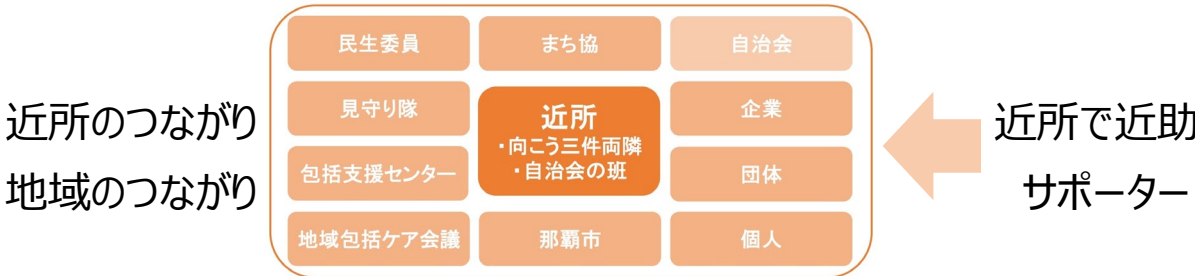 近所のつながり
地域のつながり
民生委員
まち協
自治会
見守り隊
近所
・向こう三件両隣
・自治会の班
企業
包括支援センター
団体
地域包括ケア会議
那覇市
個人
近所で近助
サポーター